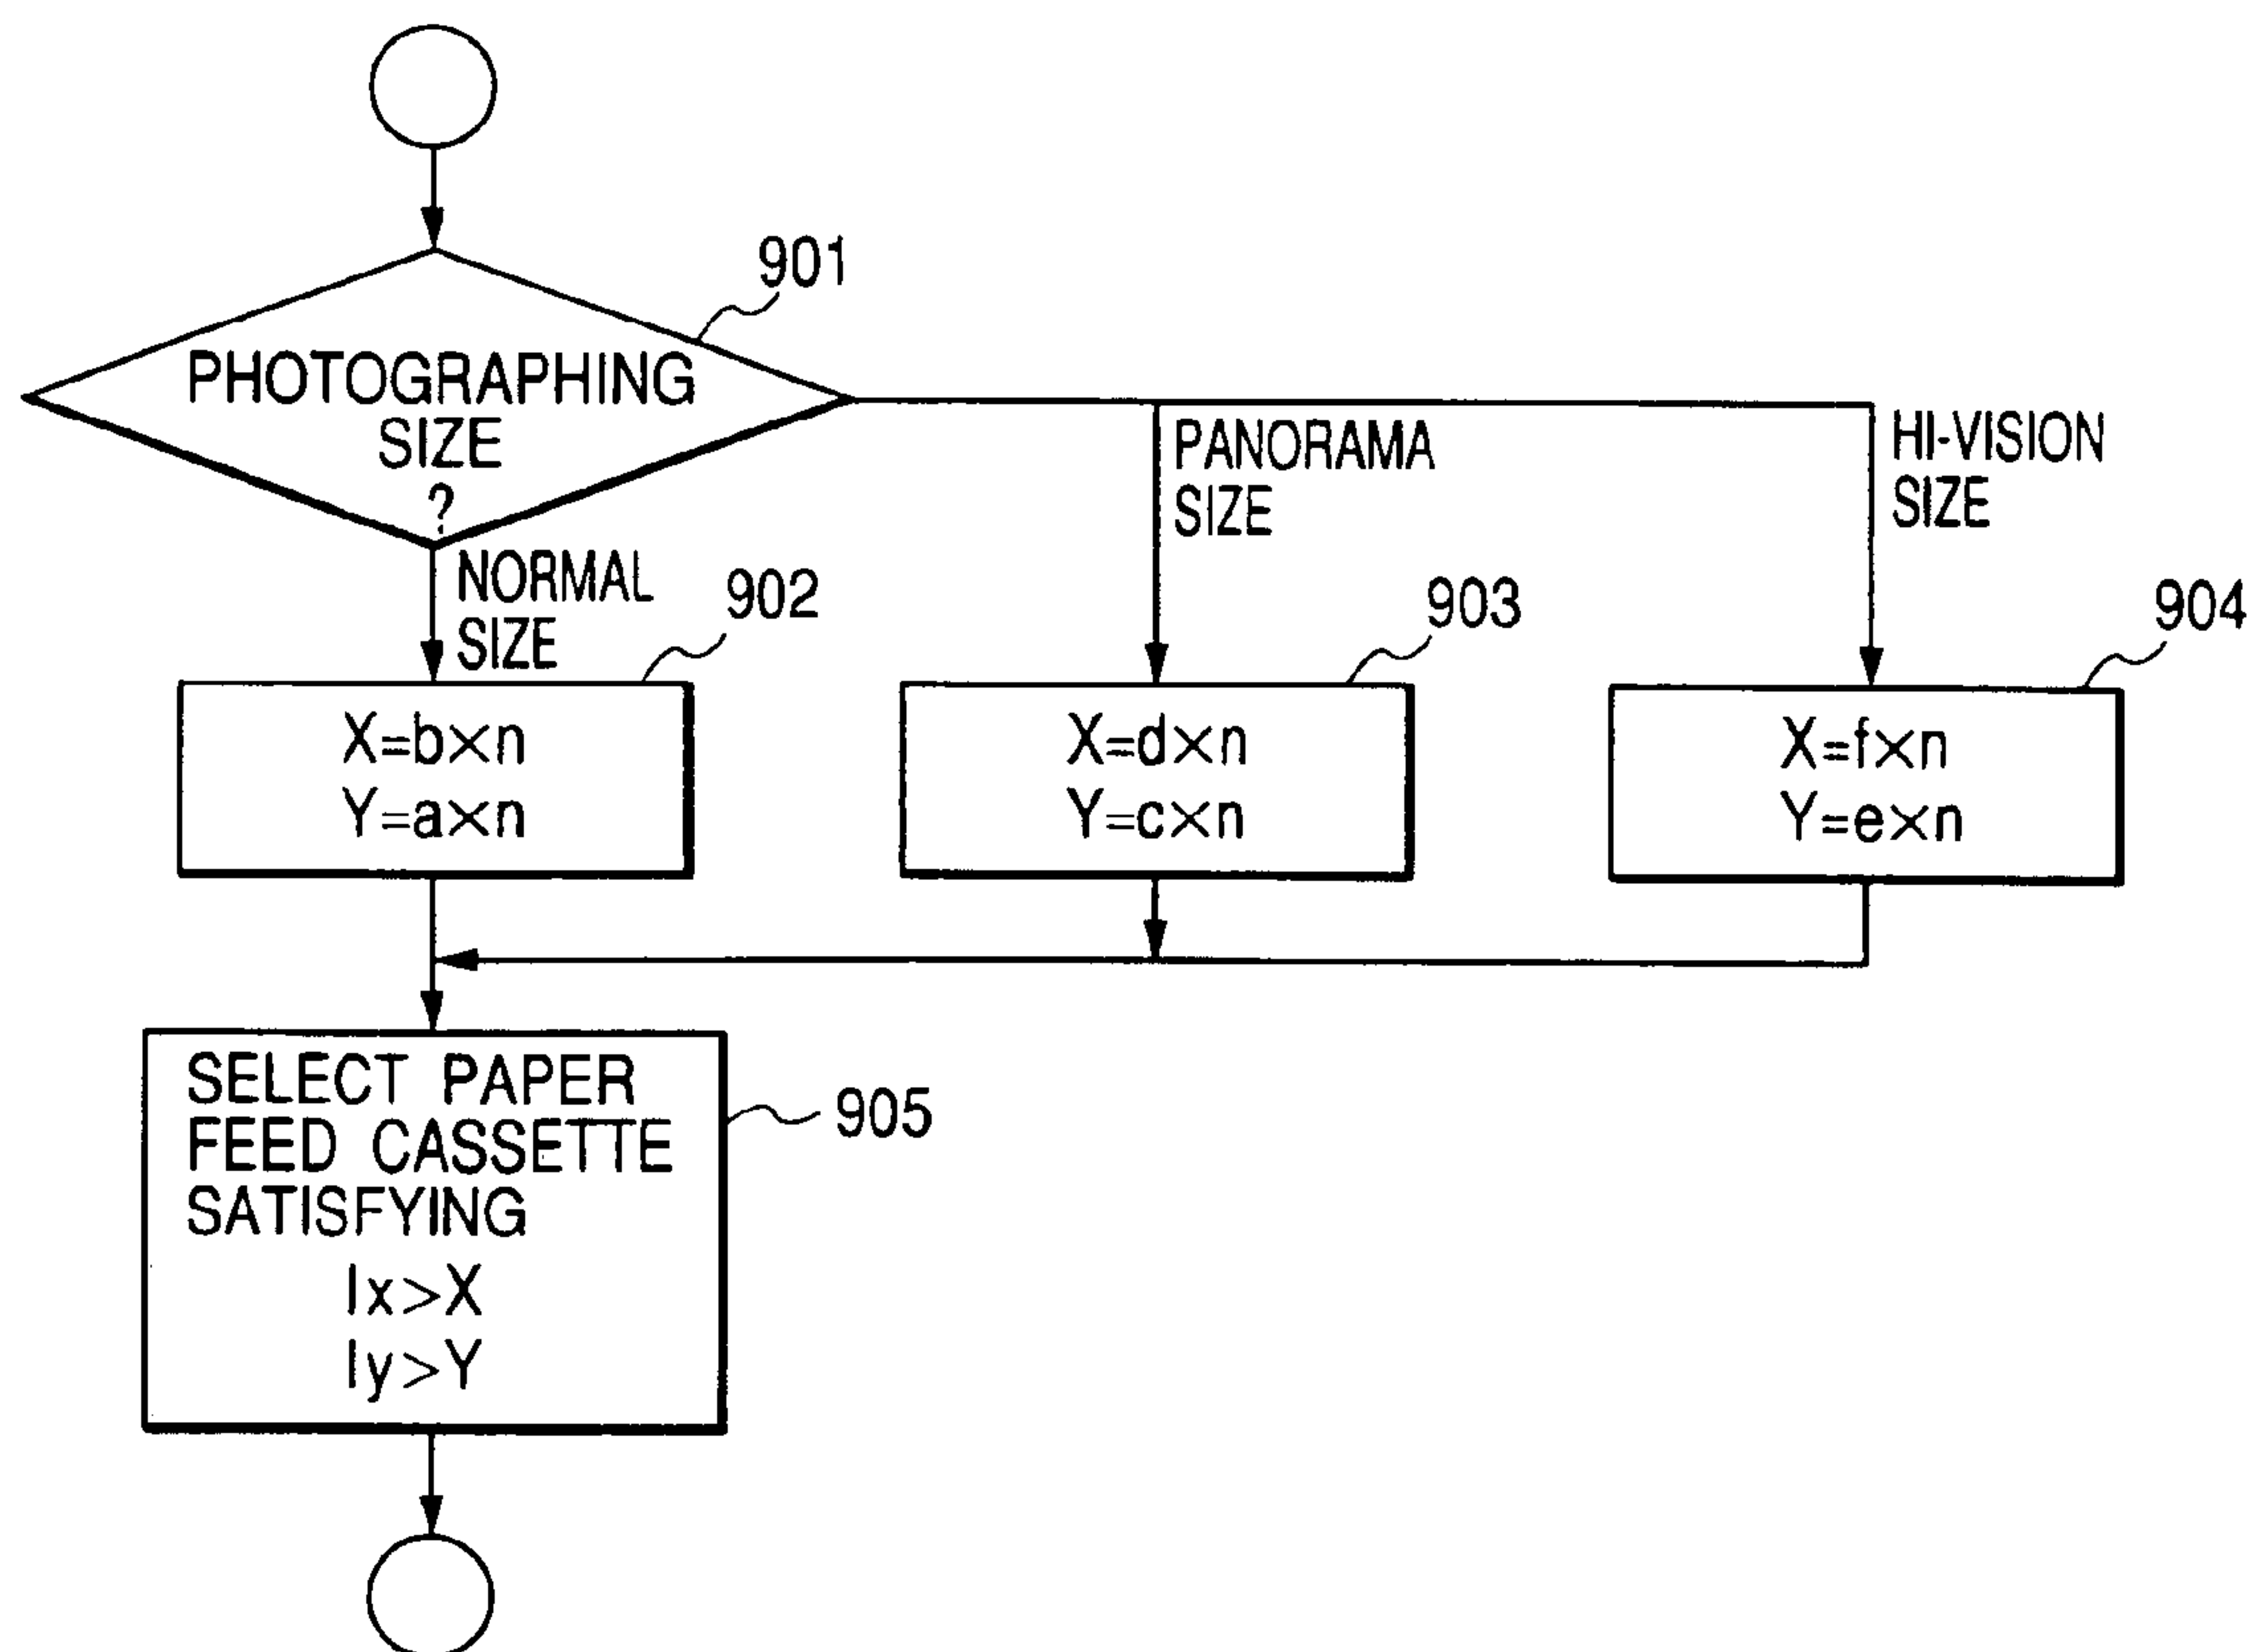 901
PHOTOGRAPHING
SIZE
?
PANORAMA
SIZE
HI-VISION
SIZE
NORMAL
SIZE
902
903
904
X=b×n
Y=a×n
X=d×n
Y=c×n
X=f×n
Y=e×n
SELECT PAPER
FEED CASSETTE
SATISFYING
lx>X
ly>Y
905